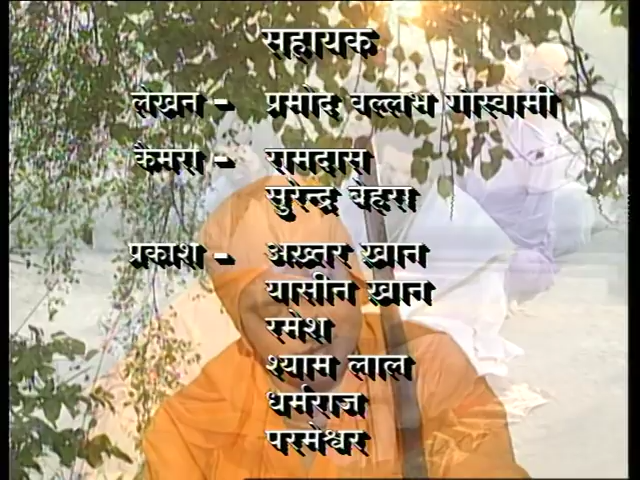 सहायक
लेखन - प्रमोद वल्लभ गोस्वामी
कैमरा - रामदास
सुरेन्द्र बेहरा
प्रकाश - अख़्तर खान
यासीन खान
रमेश
श्याम लाल
धर्मराज
परमेश्वर